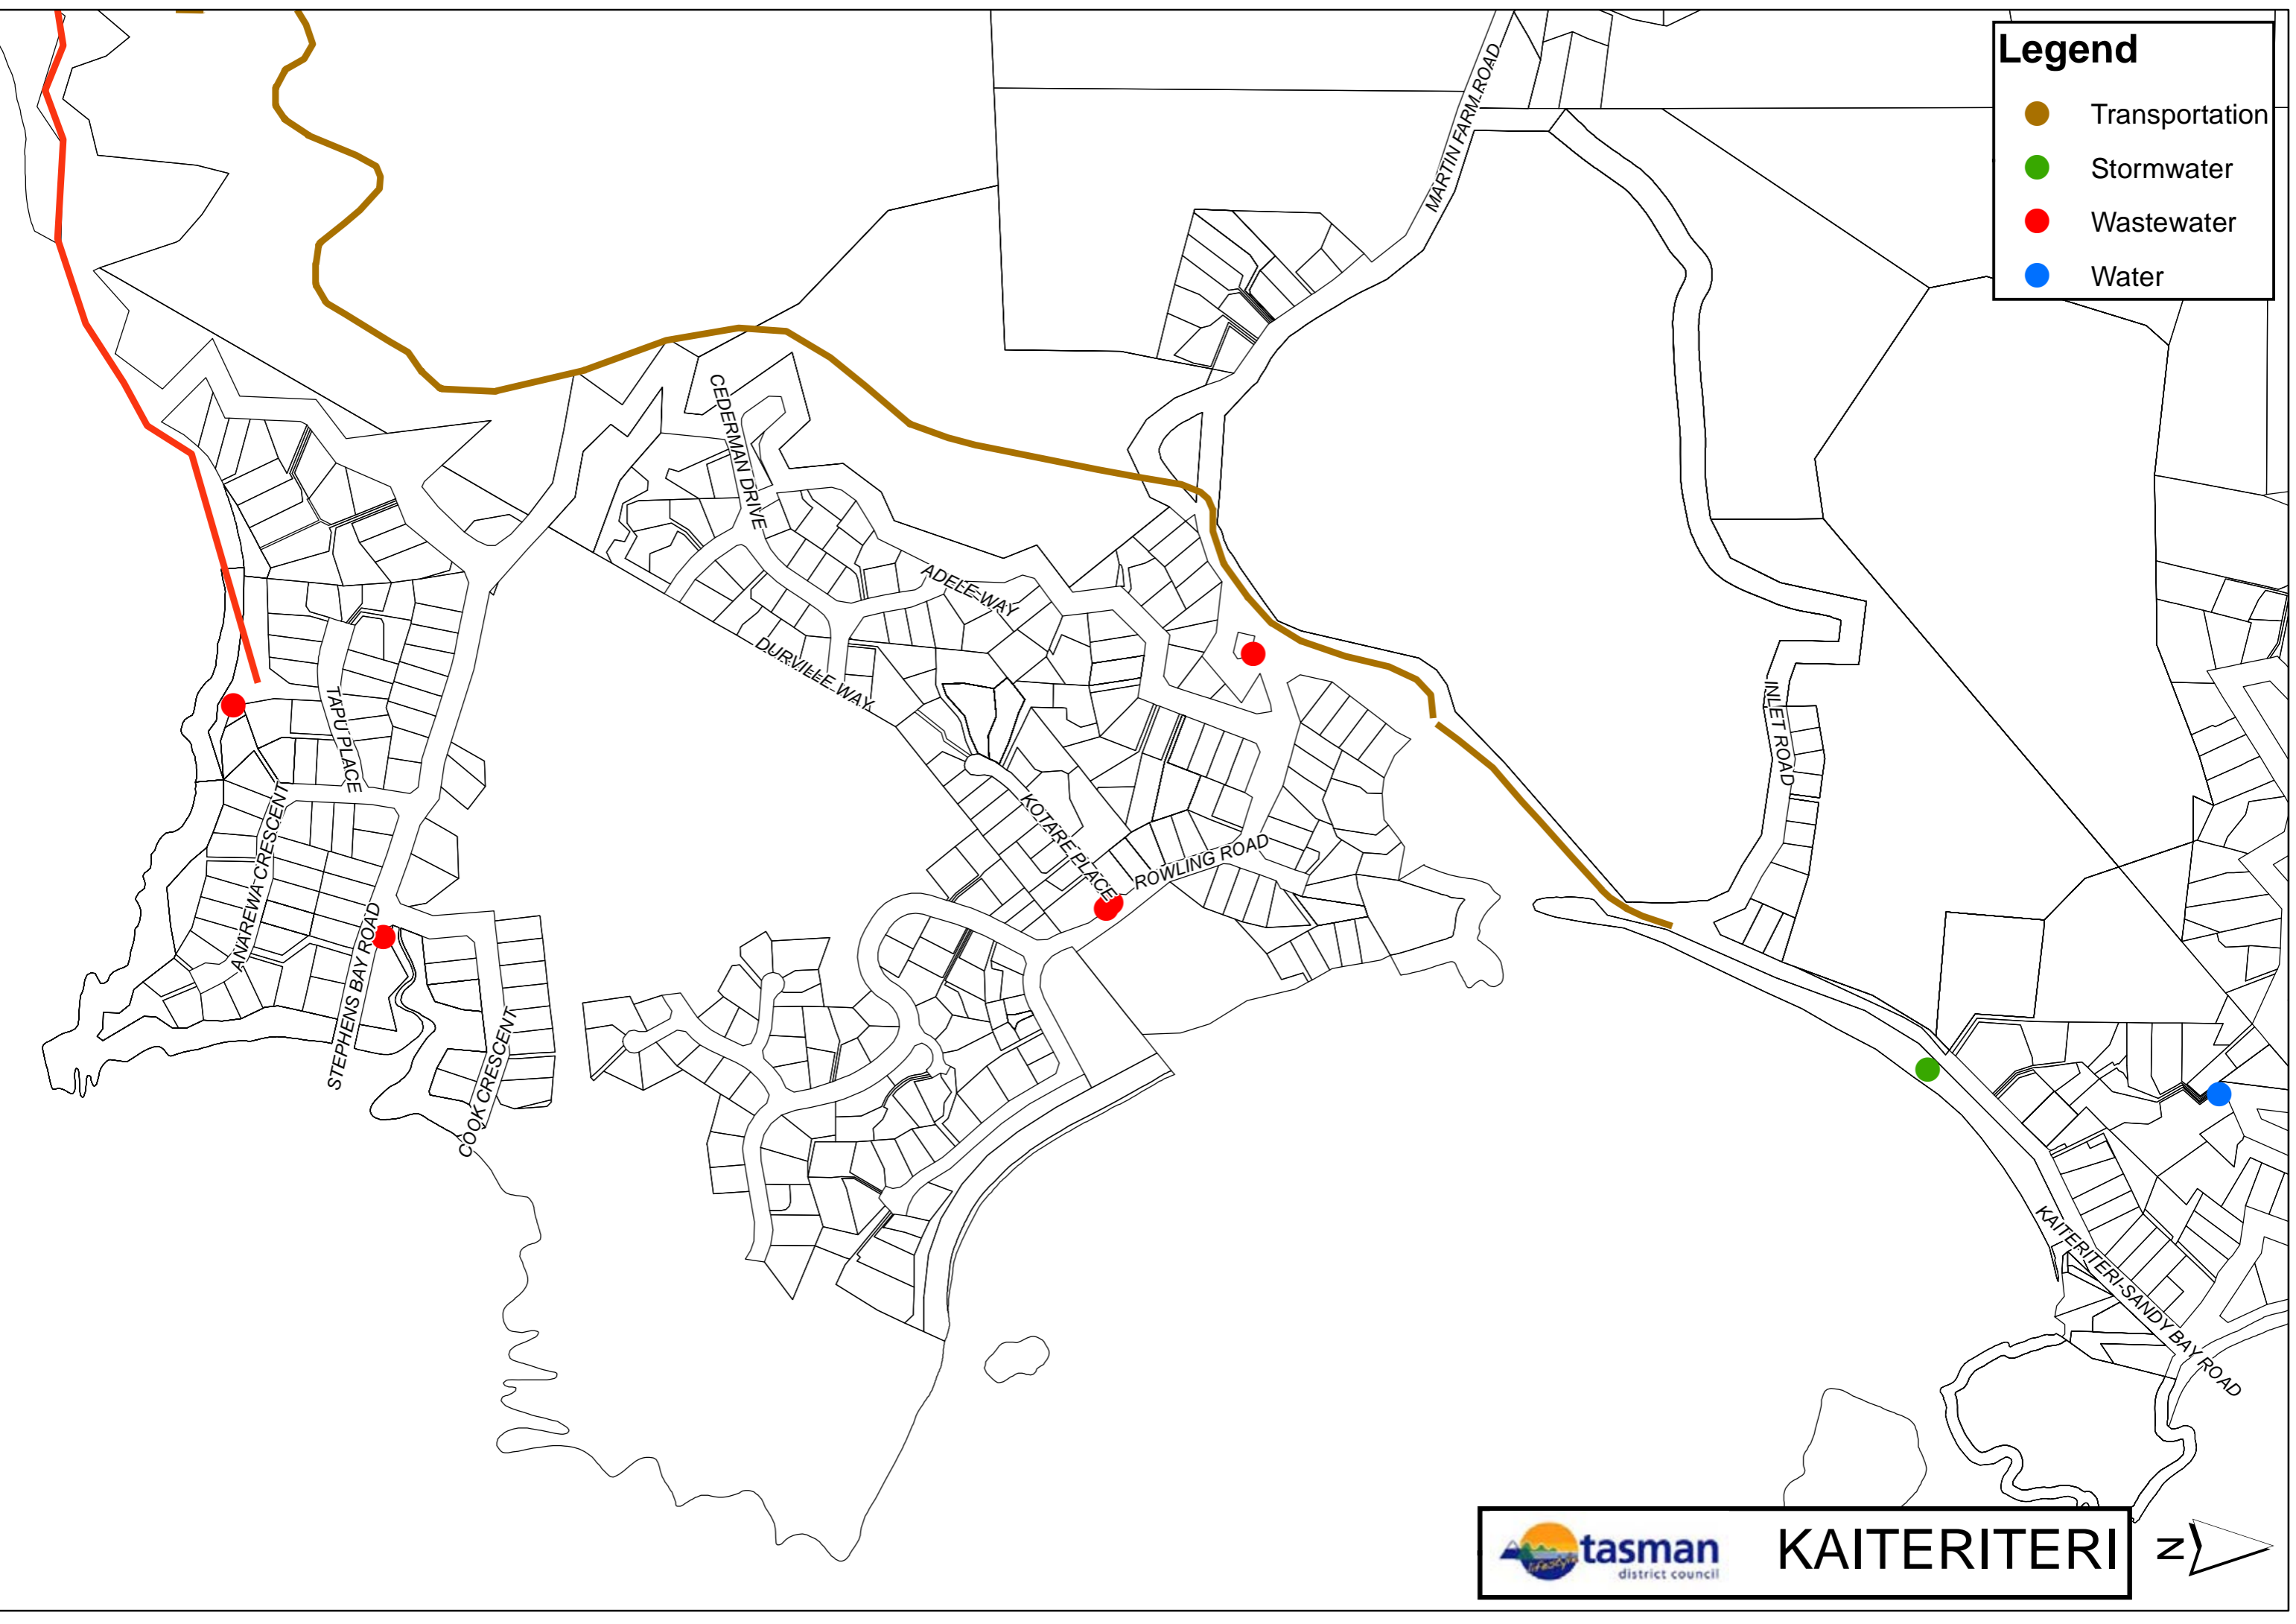 Legend
Transportation
Stormwater
Wastewater
Water
MARTIN FARM ROAD
CEDERMAN DRIVE
ADELE WAY
DURVILLE WAY
TAPU PLACE
INLET ROAD
ANAREWA CRESCENT
KOTARE PLACE
ROWLING ROAD
STEPHENS BAY ROAD
COOK CRESCENT
KAITERITERI-SANDY BAY ROAD
tasman
lifestyle
district council
KAITERITERI
N